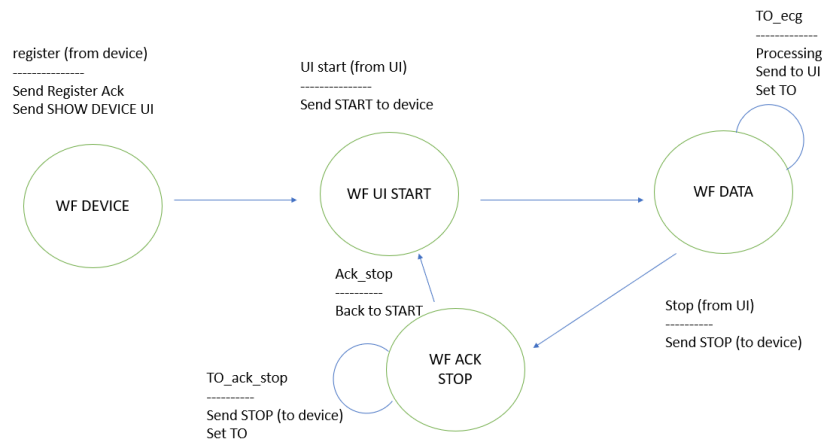 TO_ecg
-------------
Processing
Send to UI
Set TO
register (from device)
---------------
Send Register Ack
Send SHOW DEVICE UI
UI start (from UI)
---------------
Send START to device
WF DEVICE
WF UI START
WF DATA
Ack_stop
----------
Back to START
Stop (from UI)
----------
Send STOP (to device)
WF ACK
STOP
TO_ack_stop
----------
Send STOP (to device)
Set TO